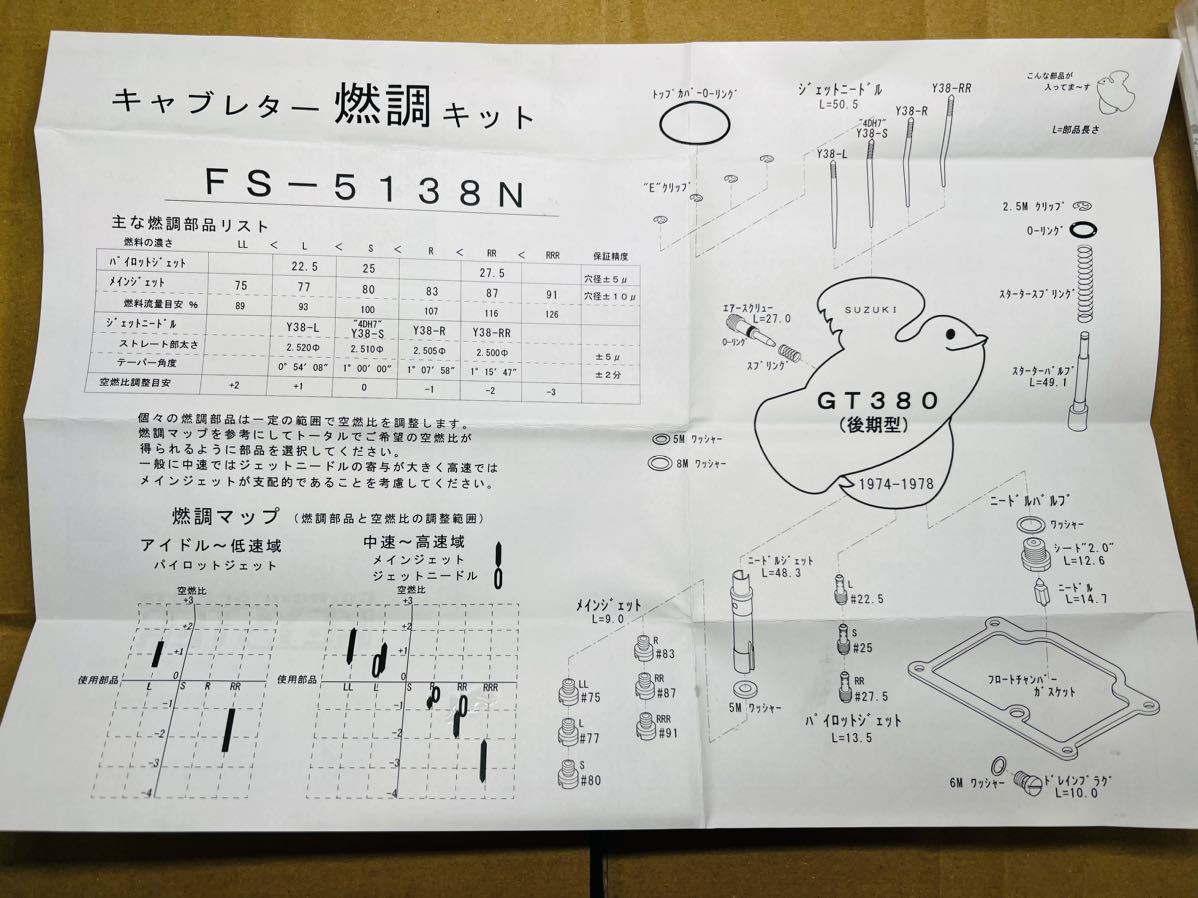 キャブレター 燃調 キット
FS－5138N
主な燃調部品リスト
燃料の濃さ LL < L < S < R < RR < RRR 保証精度
ﾊﾟｲﾛｯﾄｼﾞｪｯﾄ 22.5 25 27.5 穴径±5μ
ﾒｲﾝｼﾞｪｯﾄ 75 77 80 83 87 91 穴径±10μ
燃料流量目安 % 89 93 100 107 116 126
ｼﾞｪｯﾄﾆｰﾄﾞﾙ Y38-L "4DH7" Y38-S Y38-R Y38-RR
ストレート部太さ 2.520Φ 2.510Φ 2.505Φ 2.500Φ ±5μ
テーパー角度 0° 54' 08" 1° 00' 00" 1° 07' 58" 1° 15' 47" ±2分
空燃比調整目安 +2 +1 0 -1 -2 -3
個々の燃調部品は一定の範囲で空燃比を調整します。
燃調マップを参考にしてトータルでご希望の空燃比が
得られるように部品を選択してください。
一般に中速ではジェットニードルの寄与が大きく高速では
メインジェットが支配的であることを考慮してください。
燃調マップ （燃調部品と空燃比の調整範囲）
アイドル～低速域
パイロットジェット
中速～高速域
メインジェット
ジェットニードル
空燃比
+3
+2
+1
0
-1
-2
-3
-4
使用部品
L S R RR
空燃比
+3
+2
+1
0
-1
-2
-3
-4
使用部品
LL L S R RR RRR
ﾄｯﾌﾟｶﾊﾞｰOｰﾘﾝｸﾞ
"E"ｸﾘｯﾌﾟ
ｼﾞｪｯﾄﾆｰﾄﾞﾙ
L=50.5
Y38-L
"4DH7"
Y38-S
Y38-R
Y38-RR
こんな部品が
入ってま～す
L=部品長さ
2.5M ｸﾘｯﾌﾟ
Oｰﾘﾝｸﾞ
ｽﾀｰﾀｰｽﾌﾟﾘﾝｸﾞ
ｽﾀｰﾀｰﾊﾞﾙﾌﾞ
L=49.1
ｴｱｰｽｸﾘｭｰ
L=27.0
Oｰﾘﾝｸﾞ
ｽﾌﾟﾘﾝｸﾞ
SUZUKI
GT380
(後期型)
1974-1978
5M ﾜｯｼｬｰ
8M ﾜｯｼｬｰ
ﾆｰﾄﾞﾙﾊﾞﾙﾌﾞ
ﾜｯｼｬｰ
ｼｰﾄ"2.0"
L=12.6
ﾆｰﾄﾞﾙ
L=14.7
ﾆｰﾄﾞﾙｼﾞｪｯﾄ
L=48.3
5M ﾜｯｼｬｰ
ﾒｲﾝｼﾞｪｯﾄ
L=9.0
LL
#75
L
#77
S
#80
R
#83
RR
#87
RRR
#91
L
#22.5
S
#25
RR
#27.5
ﾊﾟｲﾛｯﾄｼﾞｪｯﾄ
L=13.5
ﾌﾛｰﾄﾁｬﾝﾊﾞｰ
ｶﾞｽｹｯﾄ
6M ﾜｯｼｬｰ
ﾄﾞﾚｲﾝﾌﾟﾗｸﾞ
L=10.0